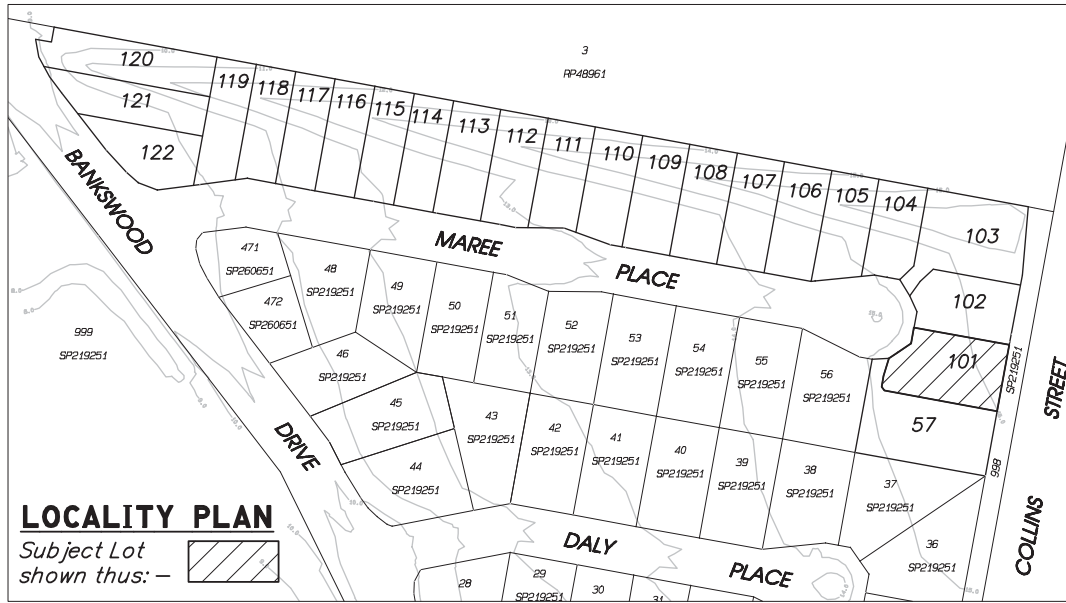 3
RP48961
120
119
118
117
116
115
114
113
112
111
110
109
108
107
106
105
104
103
121
122
102
101
57
BANKSWOOD
DRIVE
MAREE
PLACE
471
SP260651
472
SP260651
48
SP219251
49
SP219251
50
SP219251
51
SP219251
52
SP219251
53
SP219251
54
SP219251
55
SP219251
56
SP219251
46
SP219251
45
SP219251
44
SP219251
43
SP219251
42
SP219251
41
SP219251
40
SP219251
39
SP219251
38
SP219251
37
SP219251
36
SP219251
999
SP219251
998
SP219251
COLLINS
STREET
DALY
PLACE
28
29
SP219251
30
31
LOCALITY PLAN
Subject Lot
shown thus: –